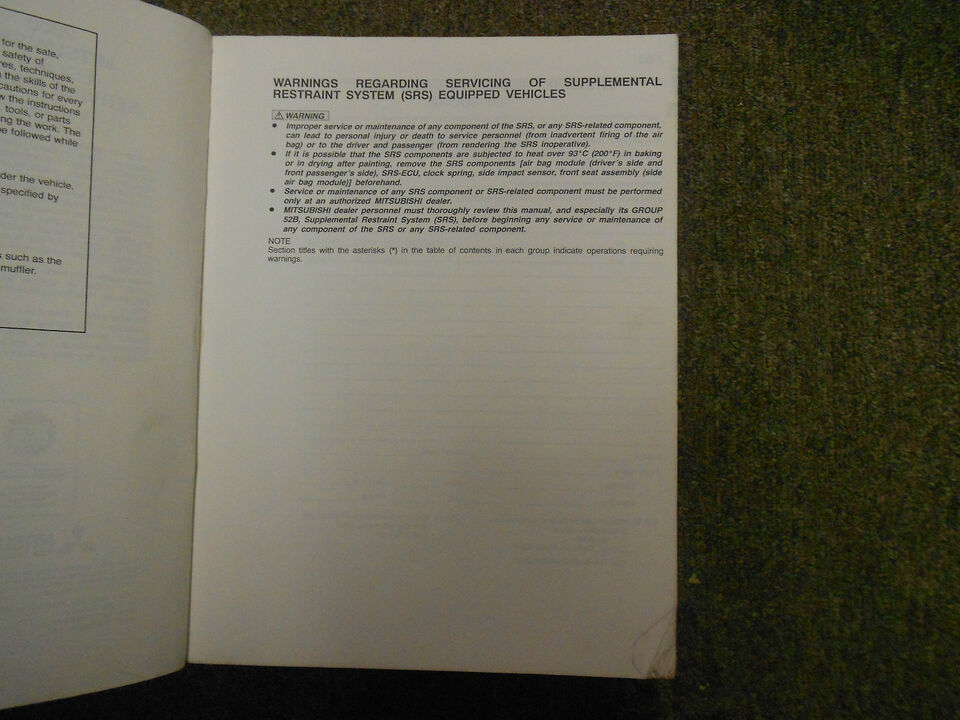 for the safe,
safety of
res, techniques,
the skills of the
cautions for every
w the instructions
tools, or parts
ng the work. The
e followed while
der the vehicle.
specified by
s such as the
muffler.
WARNINGS REGARDING SERVICING OF SUPPLEMENTAL
RESTRAINT SYSTEM (SRS) EQUIPPED VEHICLES
⚠ WARNING
● Improper service or maintenance of any component of the SRS, or any SRS-related component,
can lead to personal injury or death to service personnel (from inadvertent firing of the air
bag) or to the driver and passenger (from rendering the SRS inoperative).
● If it is possible that the SRS components are subjected to heat over 93°C (200°F) in baking
or in drying after painting, remove the SRS components [air bag module (driver's side and
front passenger's side), SRS-ECU, clock spring, side impact sensor, front seat assembly (side
air bag module)] beforehand.
● Service or maintenance of any SRS component or SRS-related component must be performed
only at an authorized MITSUBISHI dealer.
● MITSUBISHI dealer personnel must thoroughly review this manual, and especially its GROUP
52B, Supplemental Restraint System (SRS), before beginning any service or maintenance of
any component of the SRS or any SRS-related component.
NOTE
Section titles with the asterisks (*) in the table of contents in each group indicate operations requiring
warnings.